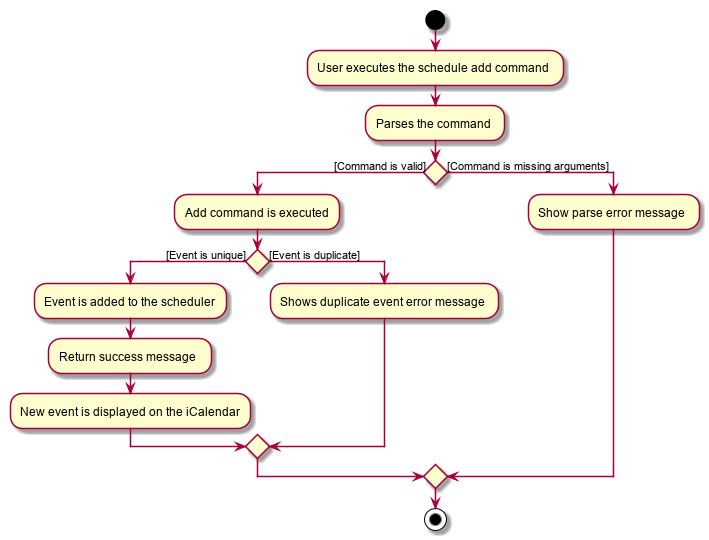 User executes the schedule add command
Parses the command
[Command is valid]
[Command is missing arguments]
Add command is executed
Show parse error message
[Event is unique]
[Event is duplicate]
Event is added to the scheduler
Shows duplicate event error message
Return success message
New event is displayed on the iCalendar